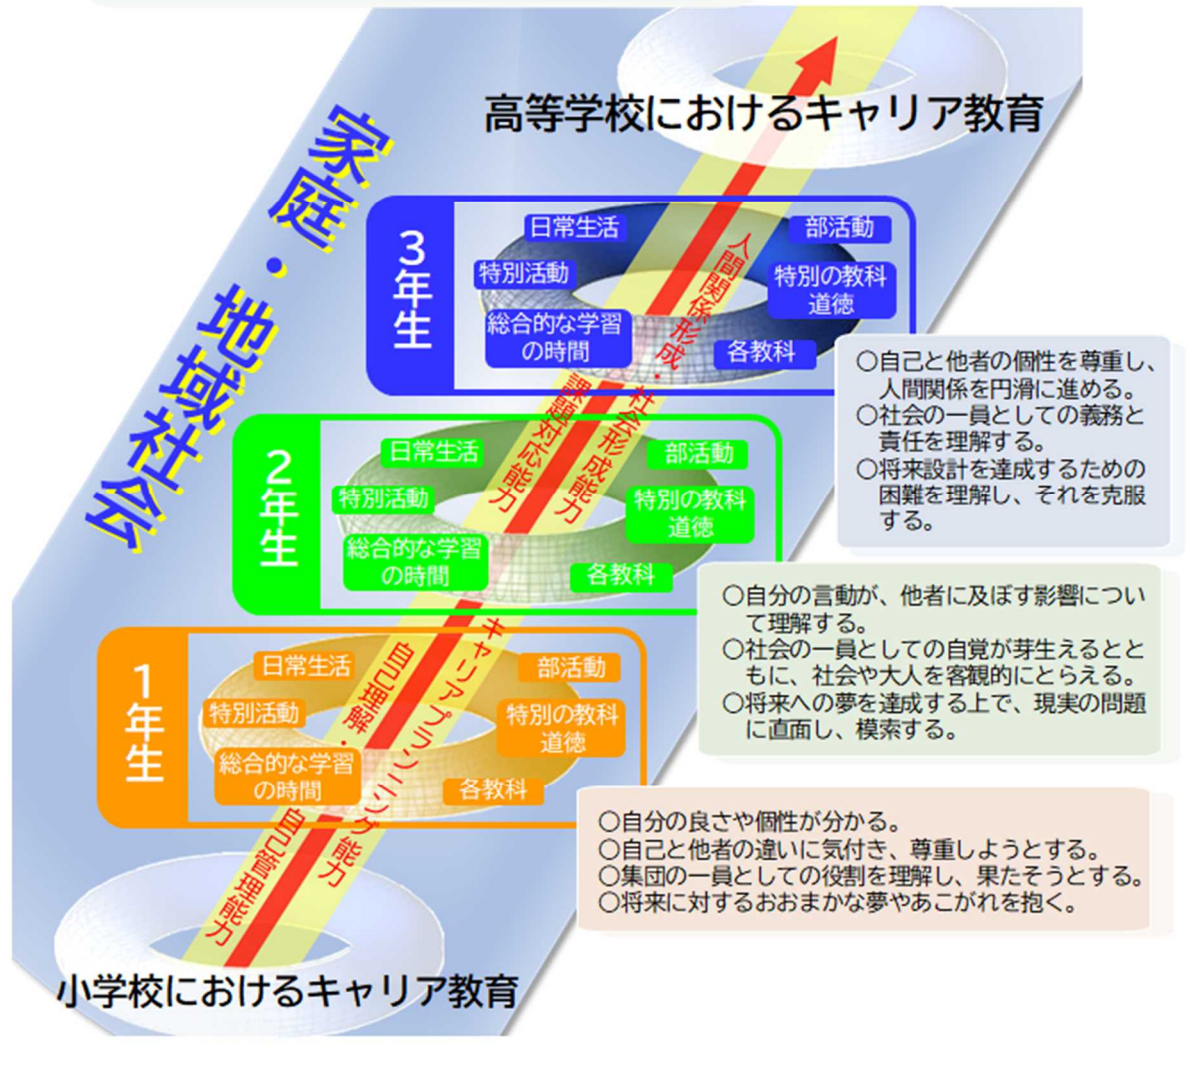 高等学校におけるキャリア教育
家庭・地域社会
3年生
日常生活
部活動
特別活動
特別の教科
道徳
総合的な学習
の時間
各教科
人間関係形成・社会形成能力
課題対応能力
○自己と他者の個性を尊重し、
人間関係を円滑に進める。
○社会の一員としての義務と
責任を理解する。
○将来設計を達成するための
困難を理解し、それを克服
する。
2年生
日常生活
部活動
特別活動
特別の教科
道徳
総合的な学習
の時間
各教科
○自分の言動が、他者に及ぼす影響につい
て理解する。
○社会の一員としての自覚が芽生えるとと
もに、社会や大人を客観的にとらえる。
○将来への夢を達成する上で、現実の問題
に直面し、模索する。
1年生
日常生活
部活動
特別活動
特別の教科
道徳
総合的な学習
の時間
各教科
キャリアプランニング能力
自己理解・自己管理能力
○自分の良さや個性が分かる。
○自己と他者の違いに気付き、尊重しようとする。
○集団の一員としての役割を理解し、果たそうとする。
○将来に対するおおまかな夢やあこがれを抱く。
小学校におけるキャリア教育